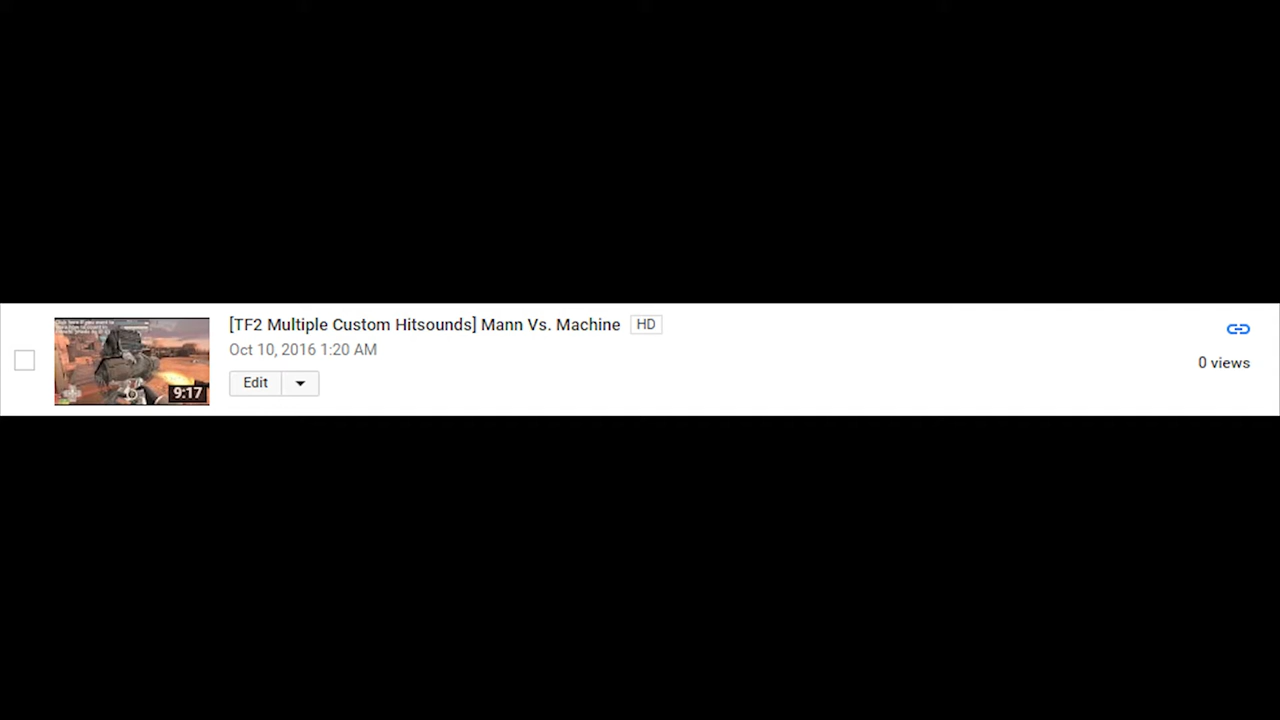 [TF2 Multiple Custom Hitsounds] Mann Vs. Machine HD
Oct 10, 2016 1:20 AM
0 views
Edit
9:17